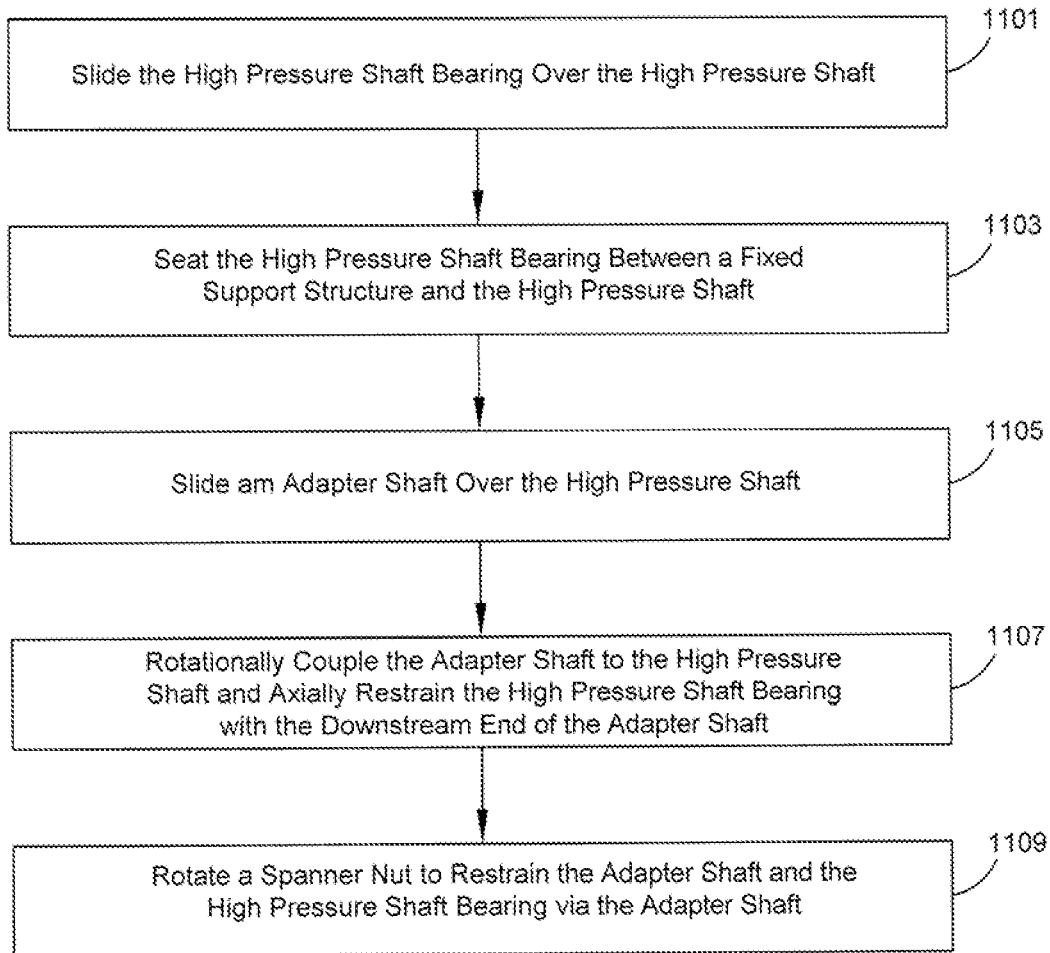 1101
Slide the High Pressure Shaft Bearing Over the High Pressure Shaft
1103
Seat the High Pressure Shaft Bearing Between a Fixed
Support Structure and the High Pressure Shaft
1105
Slide am Adapter Shaft Over the High Pressure Shaft
1107
Rotationally Couple the Adapter Shaft to the High Pressure
Shaft and Axially Restrain the High Pressure Shaft Bearing
with the Downstream End of the Adapter Shaft
1109
Rotate a Spanner Nut to Restrain the Adapter Shaft and the
High Pressure Shaft Bearing via the Adapter Shaft